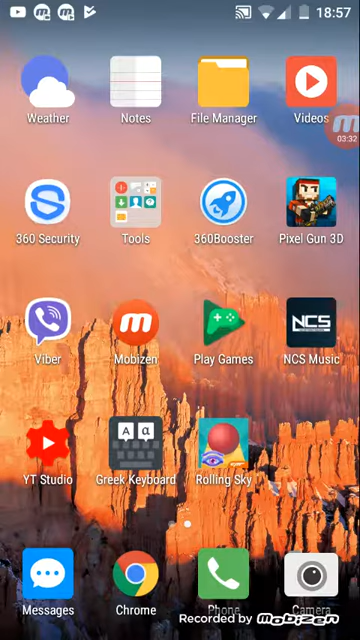 18:57
Weather
Notes
File Manager
Videos
03:32
360 Security
Tools
360Booster
Pixel Gun 3D
NCS
Viber
Mobizen
Play Games
NCS Music
A α
YT Studio
Greek Keyboard
Rolling Sky
Messages
Chrome
Phone
Camera
Recorded by Mobizen